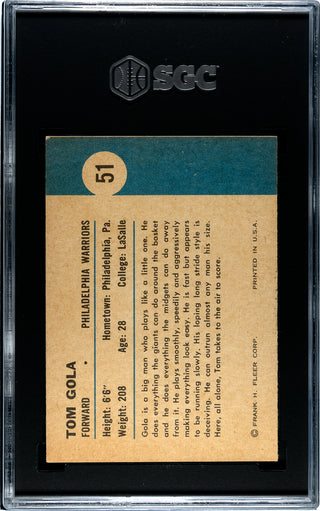 SGC
51
TOM GOLA
FORWARD • PHILADELPHIA WARRIORS
Height: 6'6" Hometown: Philadelphia, Pa.
Weight: 208 Age: 28 College: LaSalle
Gola is a big man who plays like a little one. He
does everything the giants can do around the basket
and he does everything the midgets can do away
from it. He plays smoothly, speedily and aggressively
making everything look easy. He is fast but appears
to be running slowly. His loping long stride style is
deceiving. He can outrun almost any man his size.
Here, all alone, Tom takes to the air to score.
© FRANK H. FLEER CORP. PRINTED IN U.S.A.